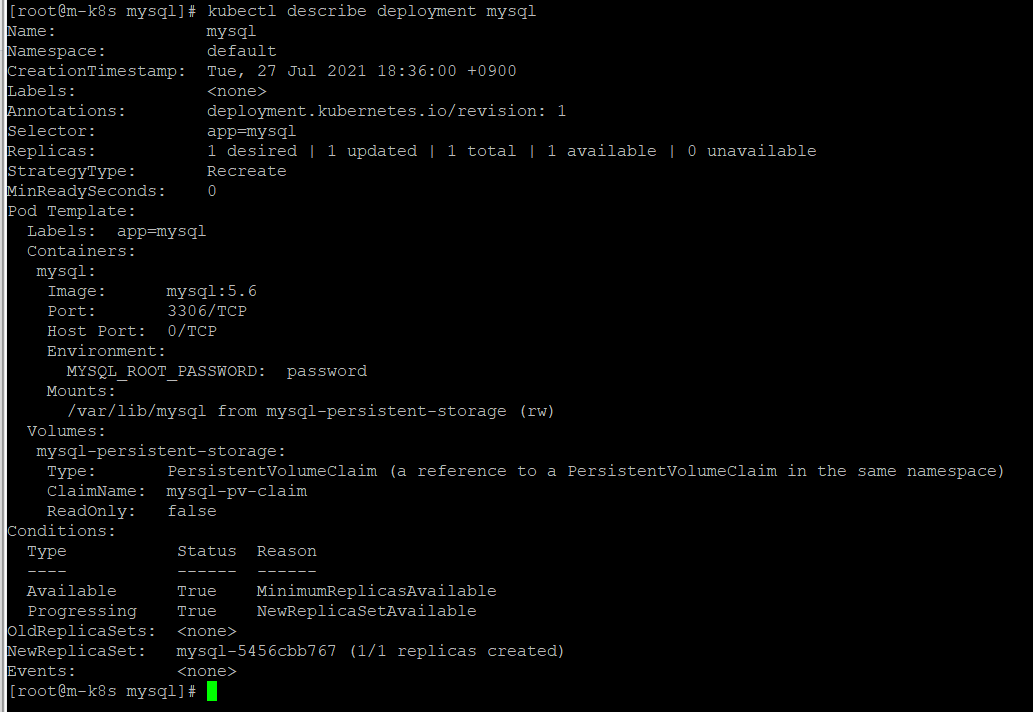 [root@m-k8s mysql]# kubectl describe deployment mysql
Name:               mysql
Namespace:          default
CreationTimestamp:  Tue, 27 Jul 2021 18:36:00 +0900
Labels:             <none>
Annotations:        deployment.kubernetes.io/revision: 1
Selector:           app=mysql
Replicas:           1 desired | 1 updated | 1 total | 1 available | 0 unavailable
StrategyType:       Recreate
MinReadySeconds:    0
Pod Template:
  Labels:  app=mysql
  Containers:
   mysql:
    Image:      mysql:5.6
    Port:       3306/TCP
    Host Port:  0/TCP
    Environment:
      MYSQL_ROOT_PASSWORD:  password
    Mounts:
      /var/lib/mysql from mysql-persistent-storage (rw)
  Volumes:
   mysql-persistent-storage:
    Type:       PersistentVolumeClaim (a reference to a PersistentVolumeClaim in the same namespace)
    ClaimName:  mysql-pv-claim
    ReadOnly:   false
Conditions:
  Type           Status  Reason
  ----           ------  ------
  Available      True    MinimumReplicasAvailable
  Progressing    True    NewReplicaSetAvailable
OldReplicaSets:  <none>
NewReplicaSet:   mysql-5456cbb767 (1/1 replicas created)
Events:          <none>
[root@m-k8s mysql]#